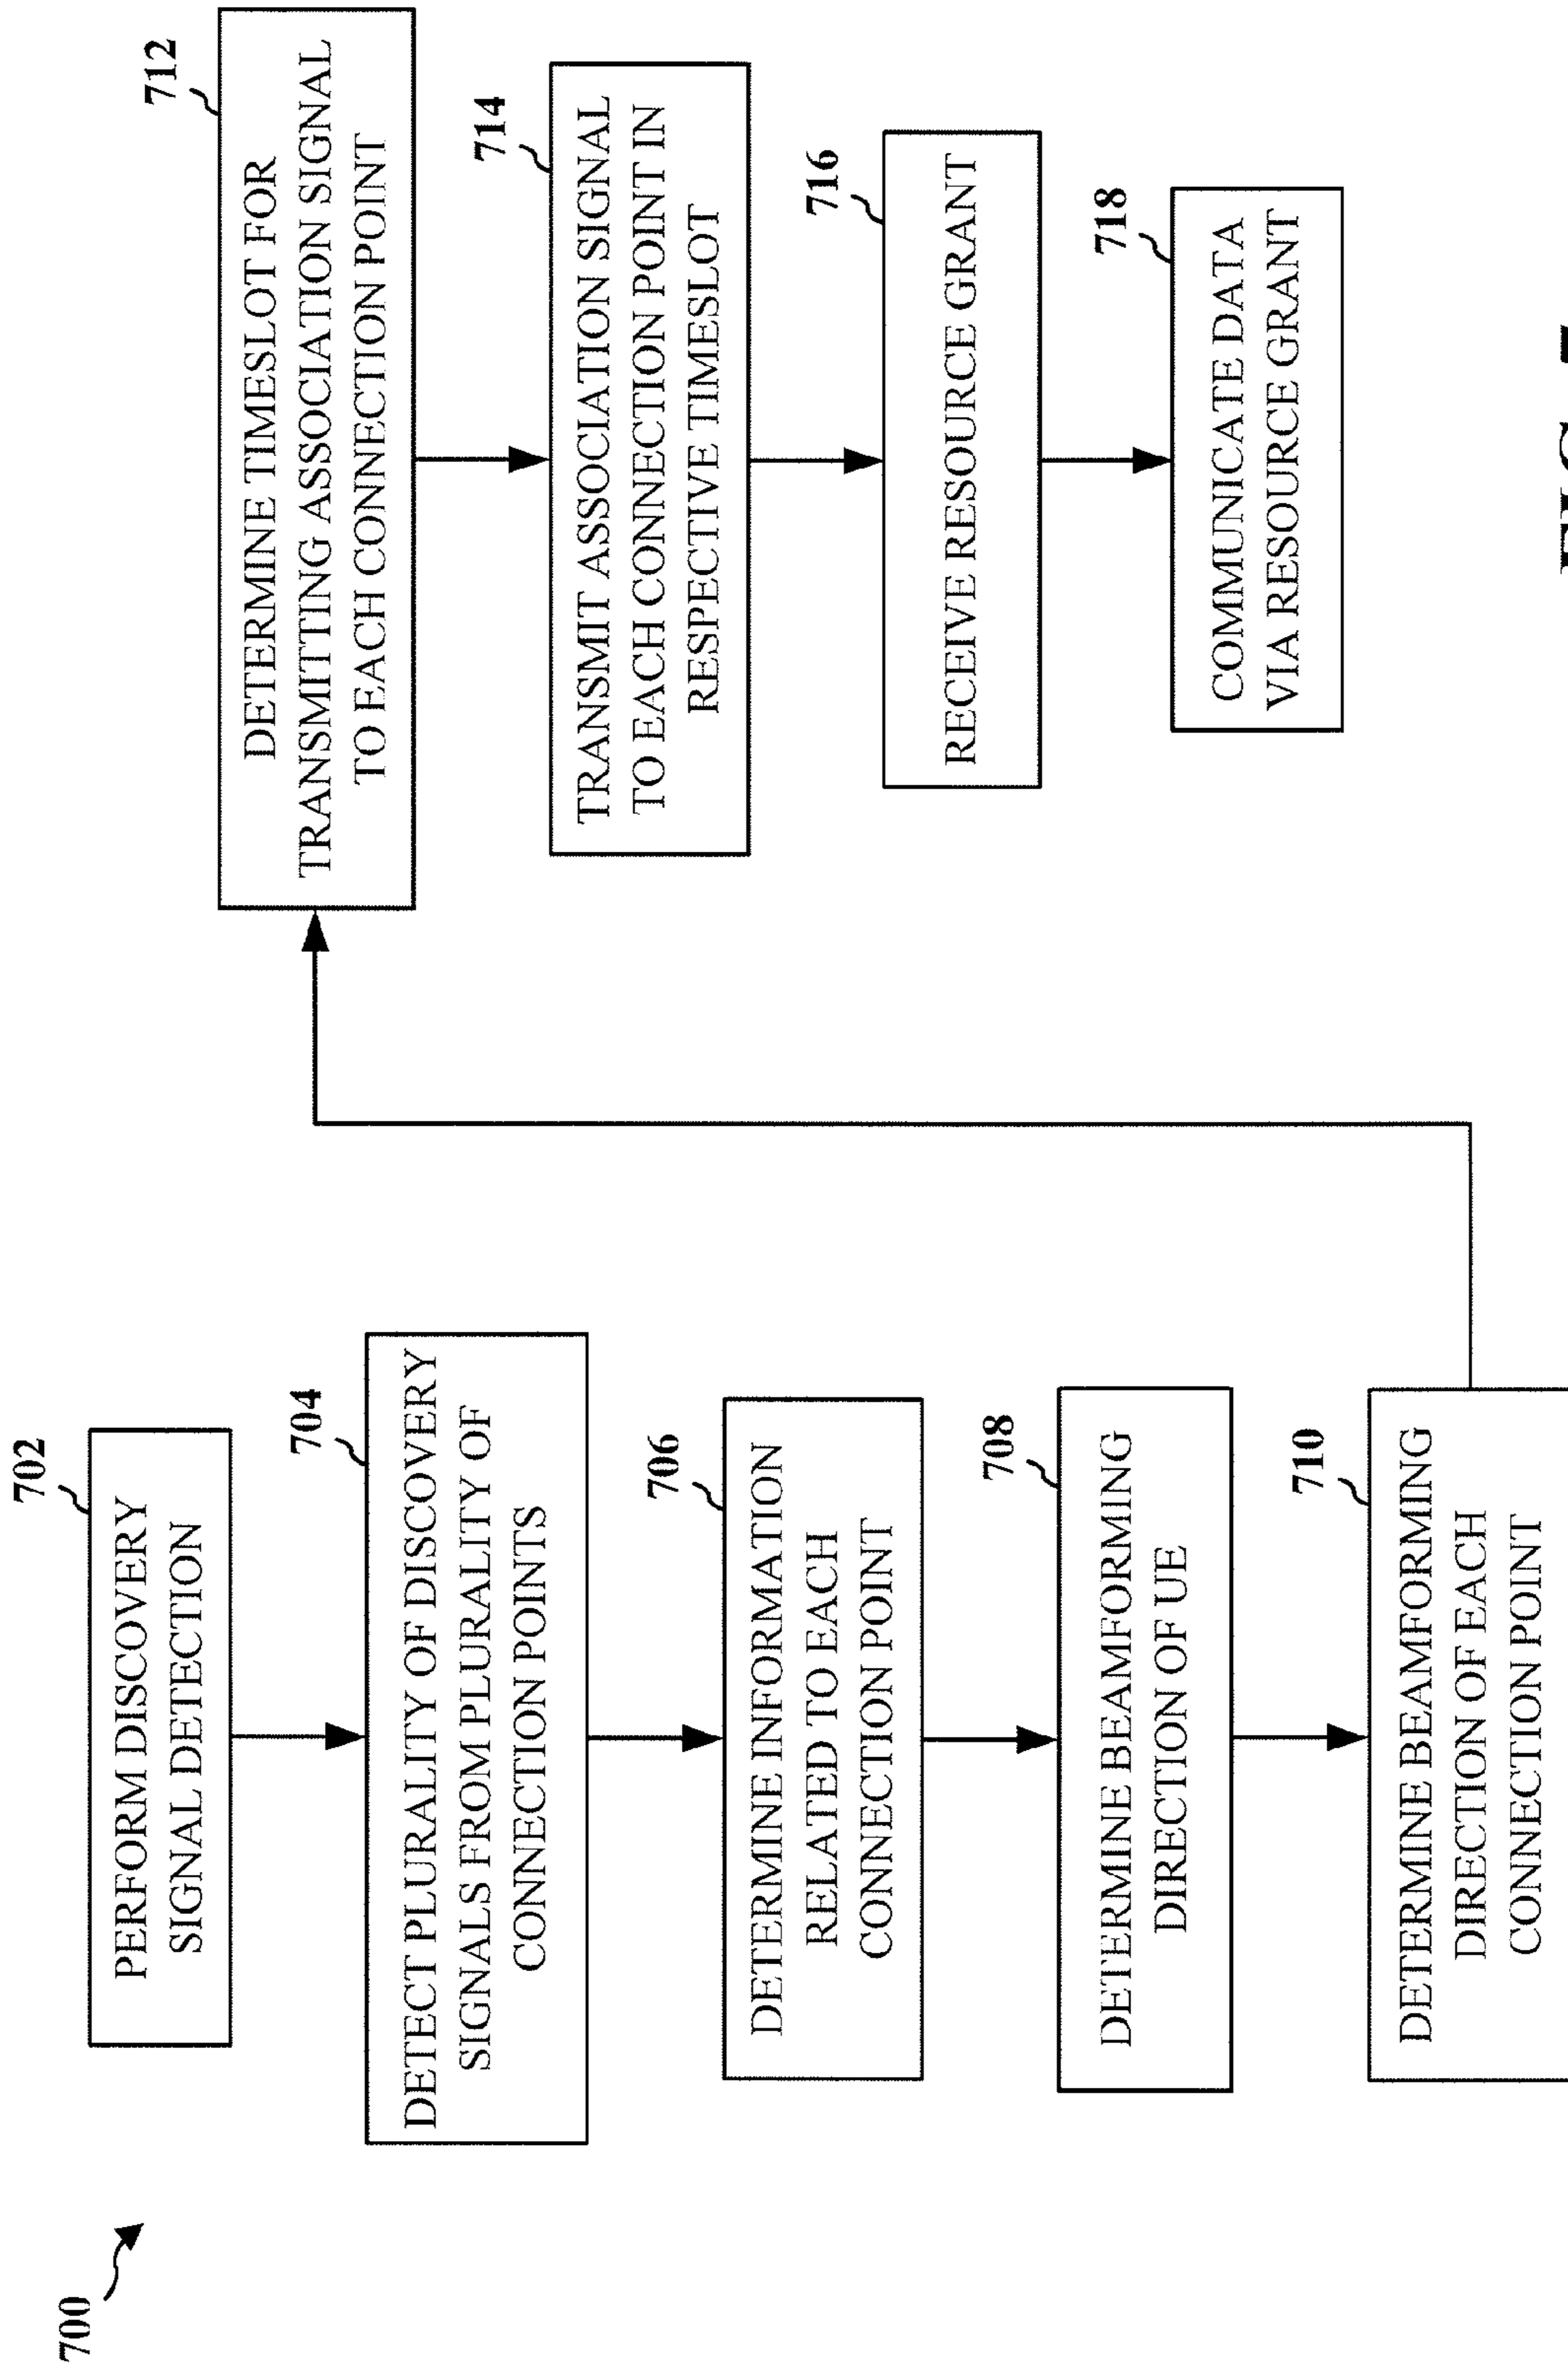 700
702
PERFORM DISCOVERY
SIGNAL DETECTION
704
DETECT PLURALITY OF DISCOVERY
SIGNALS FROM PLURALITY OF
CONNECTION POINTS
706
DETERMINE INFORMATION
RELATED TO EACH
CONNECTION POINT
708
DETERMINE BEAMFORMING
DIRECTION OF UE
710
DETERMINE BEAMFORMING
DIRECTION OF EACH
CONNECTION POINT
712
DETERMINE TIMESLOT FOR
TRANSMITTING ASSOCIATION SIGNAL
TO EACH CONNECTION POINT
714
TRANSMIT ASSOCIATION SIGNAL
TO EACH CONNECTION POINT IN
RESPECTIVE TIMESLOT
716
RECEIVE RESOURCE GRANT
718
COMMUNICATE DATA
VIA RESOURCE GRANT